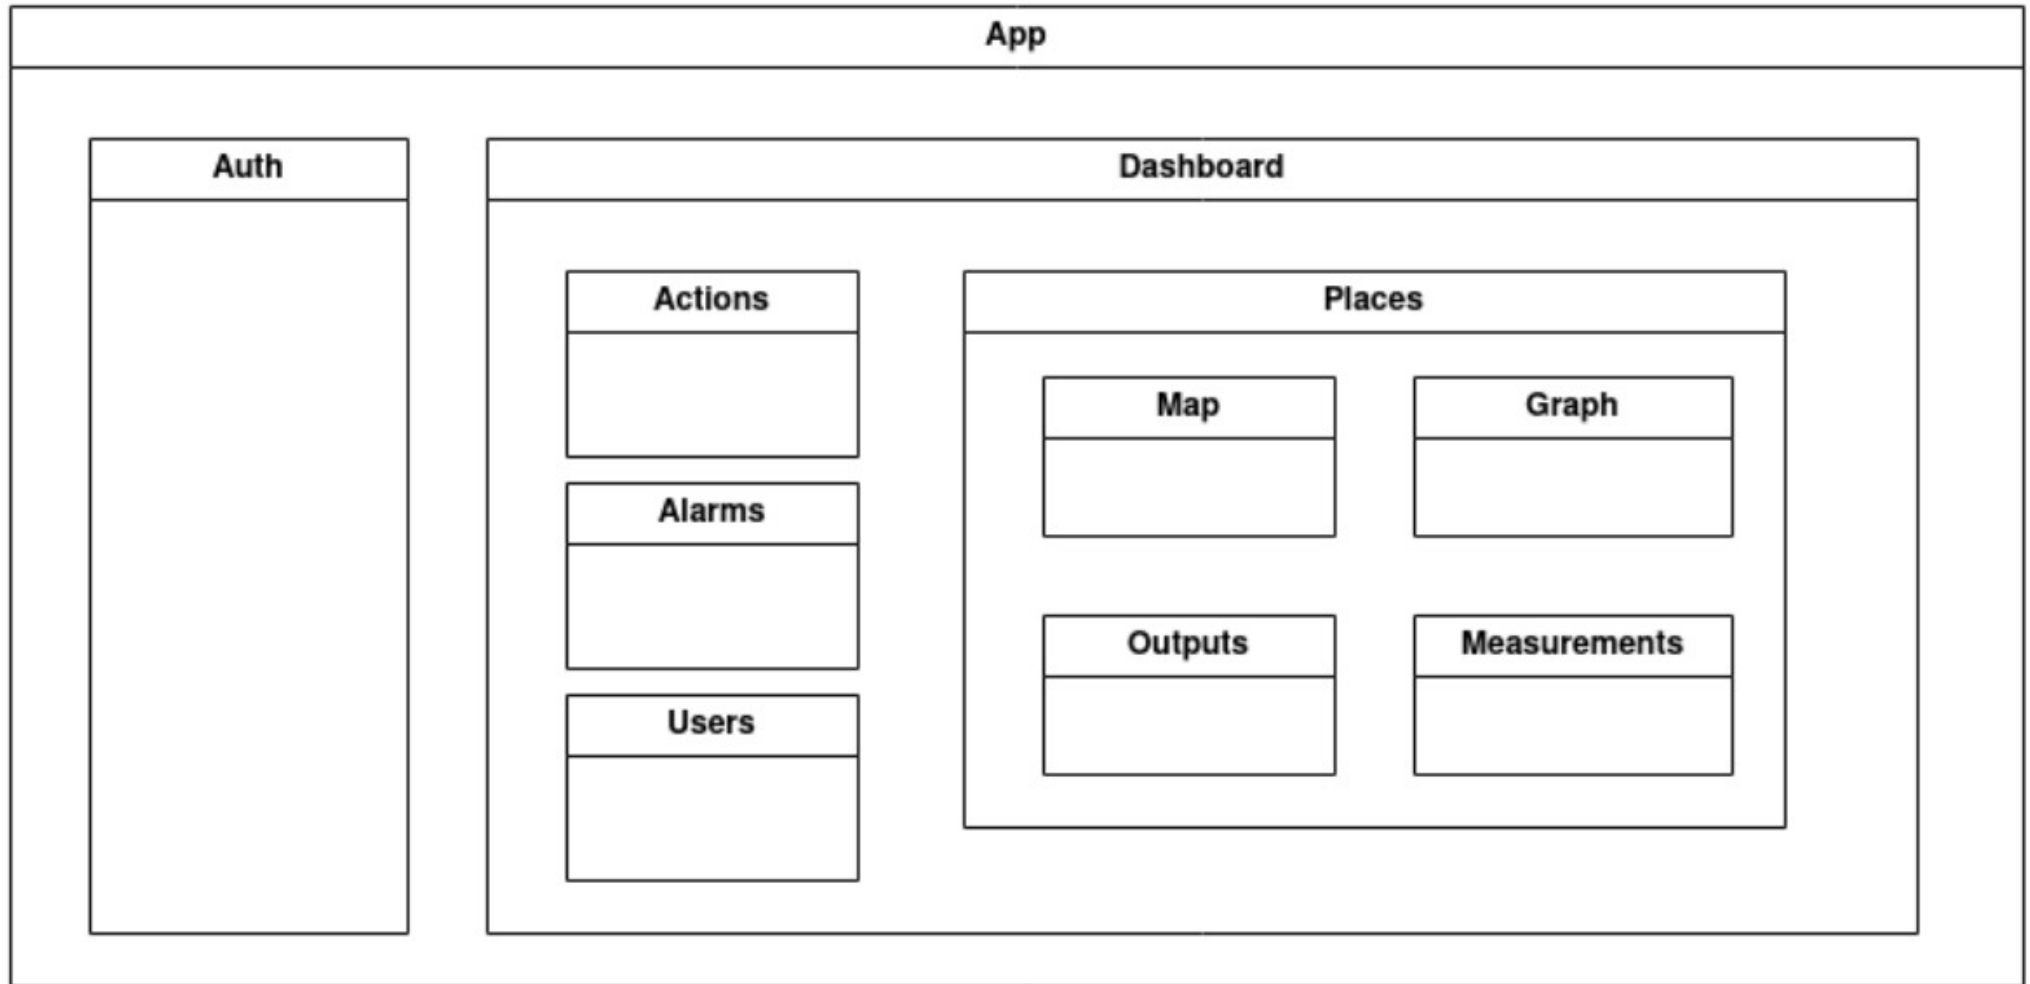 App
Auth
Dashboard
Actions
Places
Map
Graph
Alarms
Outputs
Measurements
Users